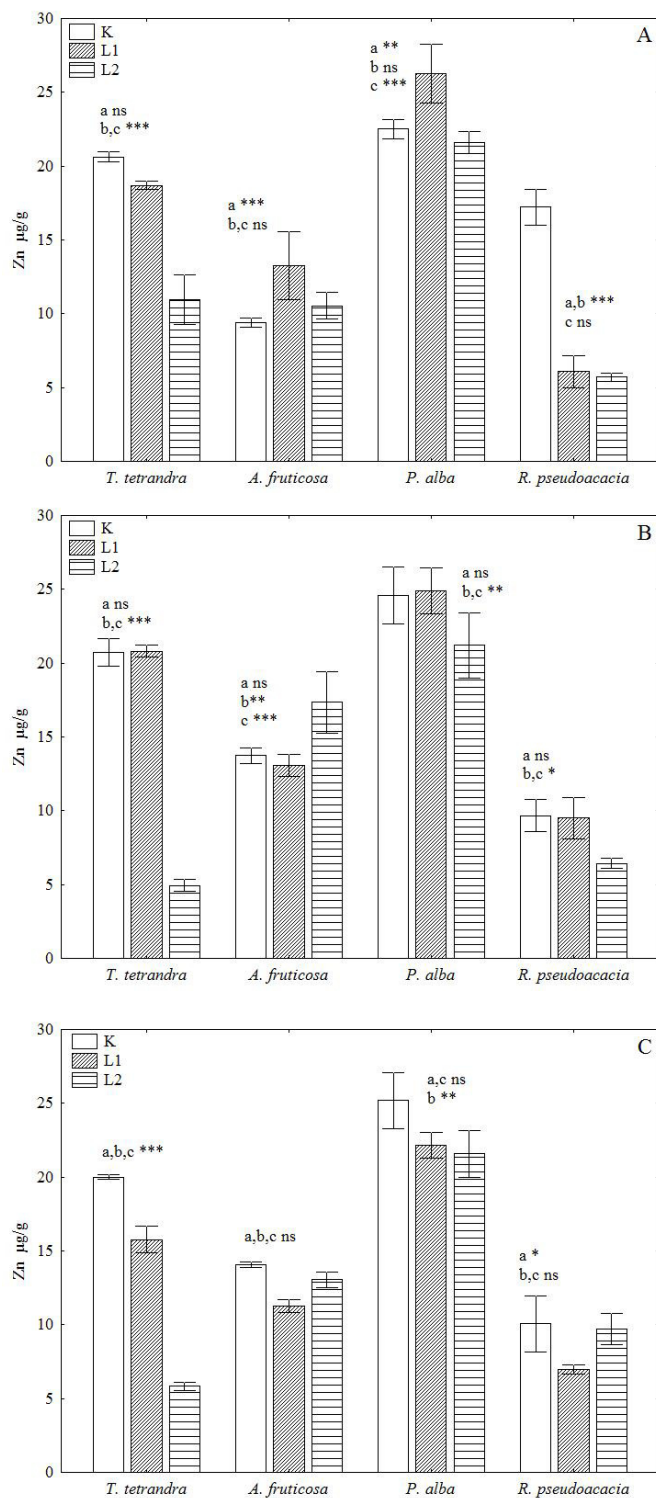 30
A
K
L1
L2
a **
b ns
c ***
25
a ns
b,c ***
20
a ***
b,c ns
15
Zn µg/g
a,b ***
c ns
10
5
0
T. tetrandra
A. fruticosa
P. alba
R. pseudoacacia
30
B
K
L1
L2
a ns
b,c **
25
a ns
b,c ***
20
a ns
b**
c ***
15
Zn µg/g
a ns
b,c *
10
5
0
T. tetrandra
A. fruticosa
P. alba
R. pseudoacacia
30
C
K
L1
L2
a,c ns
b **
25
a,b,c ***
20
a,b,c ns
15
Zn µg/g
a *
b,c ns
10
5
0
T. tetrandra
A. fruticosa
P. alba
R. pseudoacacia